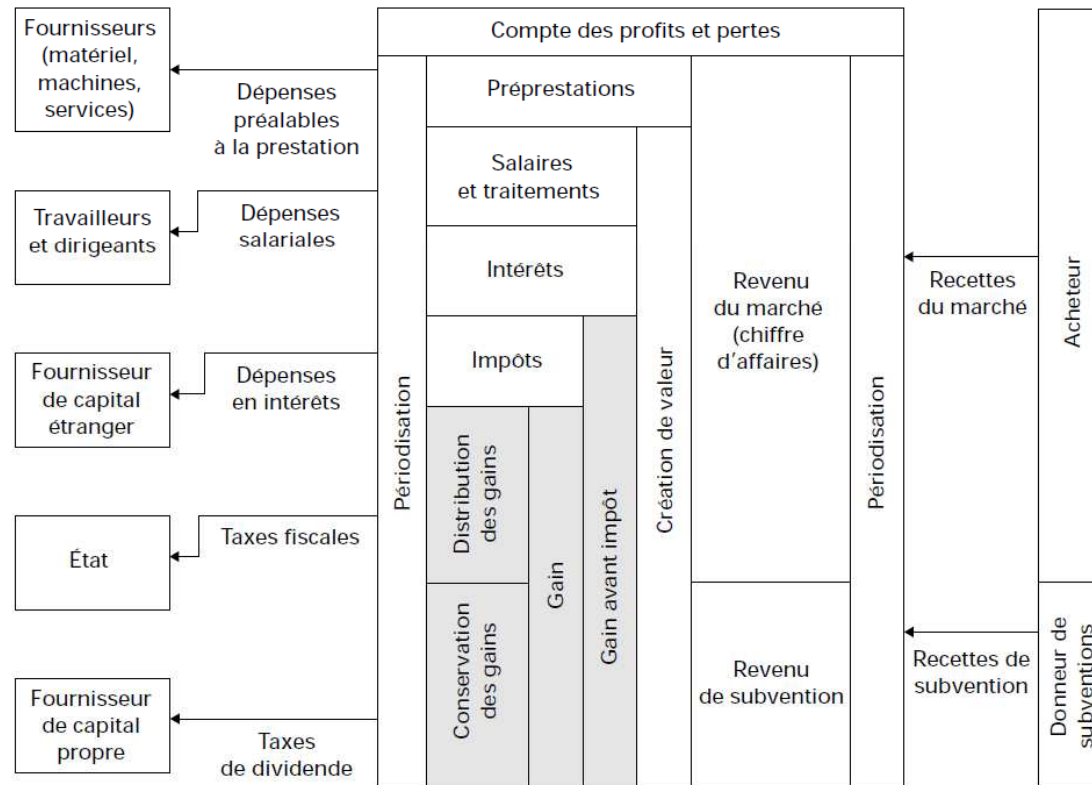 Fournisseurs
(matériel,
machines,
services)
Dépenses
préalables
à la prestation
Travailleurs
et dirigeants
Dépenses
salariales
Fournisseur
de capital
étranger
Dépenses
en intérêts
État
Taxes fiscales
Fournisseur
de capital
propre
Taxes
de dividende
Compte des profits et pertes
Périodisation
Préprestations
Salaires
et traitements
Intérêts
Impôts
Distribution
des gains
Conservation
des gains
Gain
Gain avant impôt
Création de valeur
Revenu
du marché
(chiffre
d’affaires)
Revenu
de subvention
Périodisation
Recettes
du marché
Recettes de
subvention
Acheteur
Donneur de
subventions